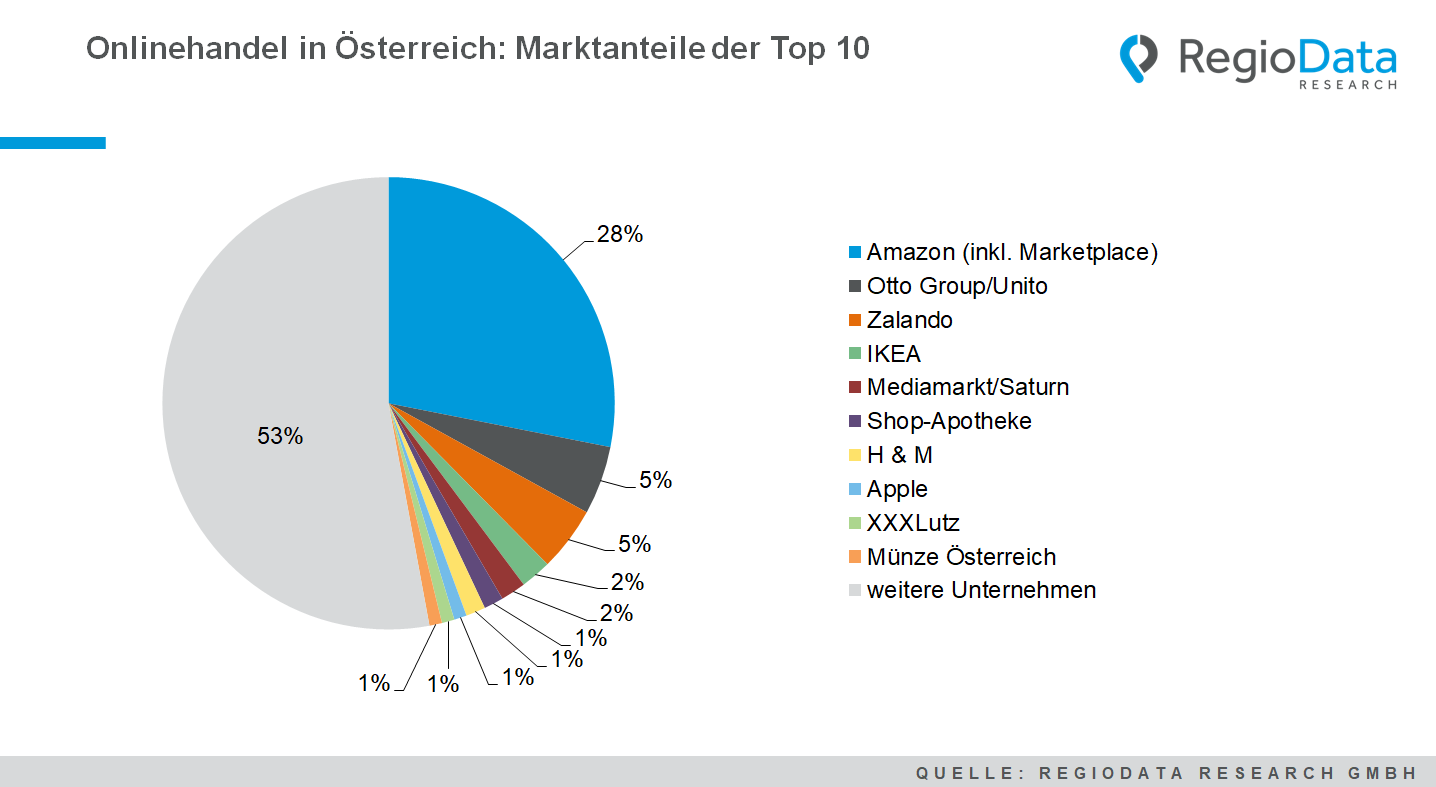 Onlinehandel in Österreich: Marktanteile der Top 10
RegioData
RESEARCH
28%
5%
5%
2%
2%
1%
1%
1%
1%
1%
53%
Amazon (inkl. Marketplace)
Otto Group/Unito
Zalando
IKEA
Mediamarkt/Saturn
Shop-Apotheke
H & M
Apple
XXXLutz
Münze Österreich
weitere Unternehmen
QUELLE: REGIODATA RESEARCH GMBH